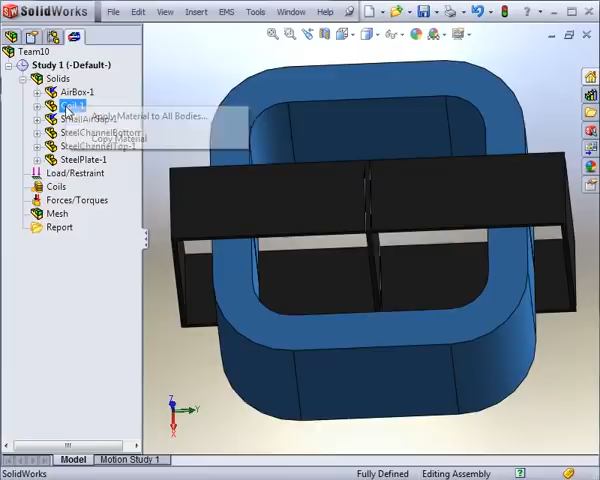 SolidWorks File Edit View Insert EMS Tools Window Help
Team10
Study 1 (-Default-)
Solids
AirBox-1
Coil-1
Apply Material to All Bodies...
SmallAirGap-1
SteelChannelBottom
Copy Material
SteelChannelTop-1
SteelPlate-1
Load/Restraint
Coils
Forces/Torques
Mesh
Report
Z
Y
X
Model Motion Study 1
SolidWorks Fully Defined Editing Assembly